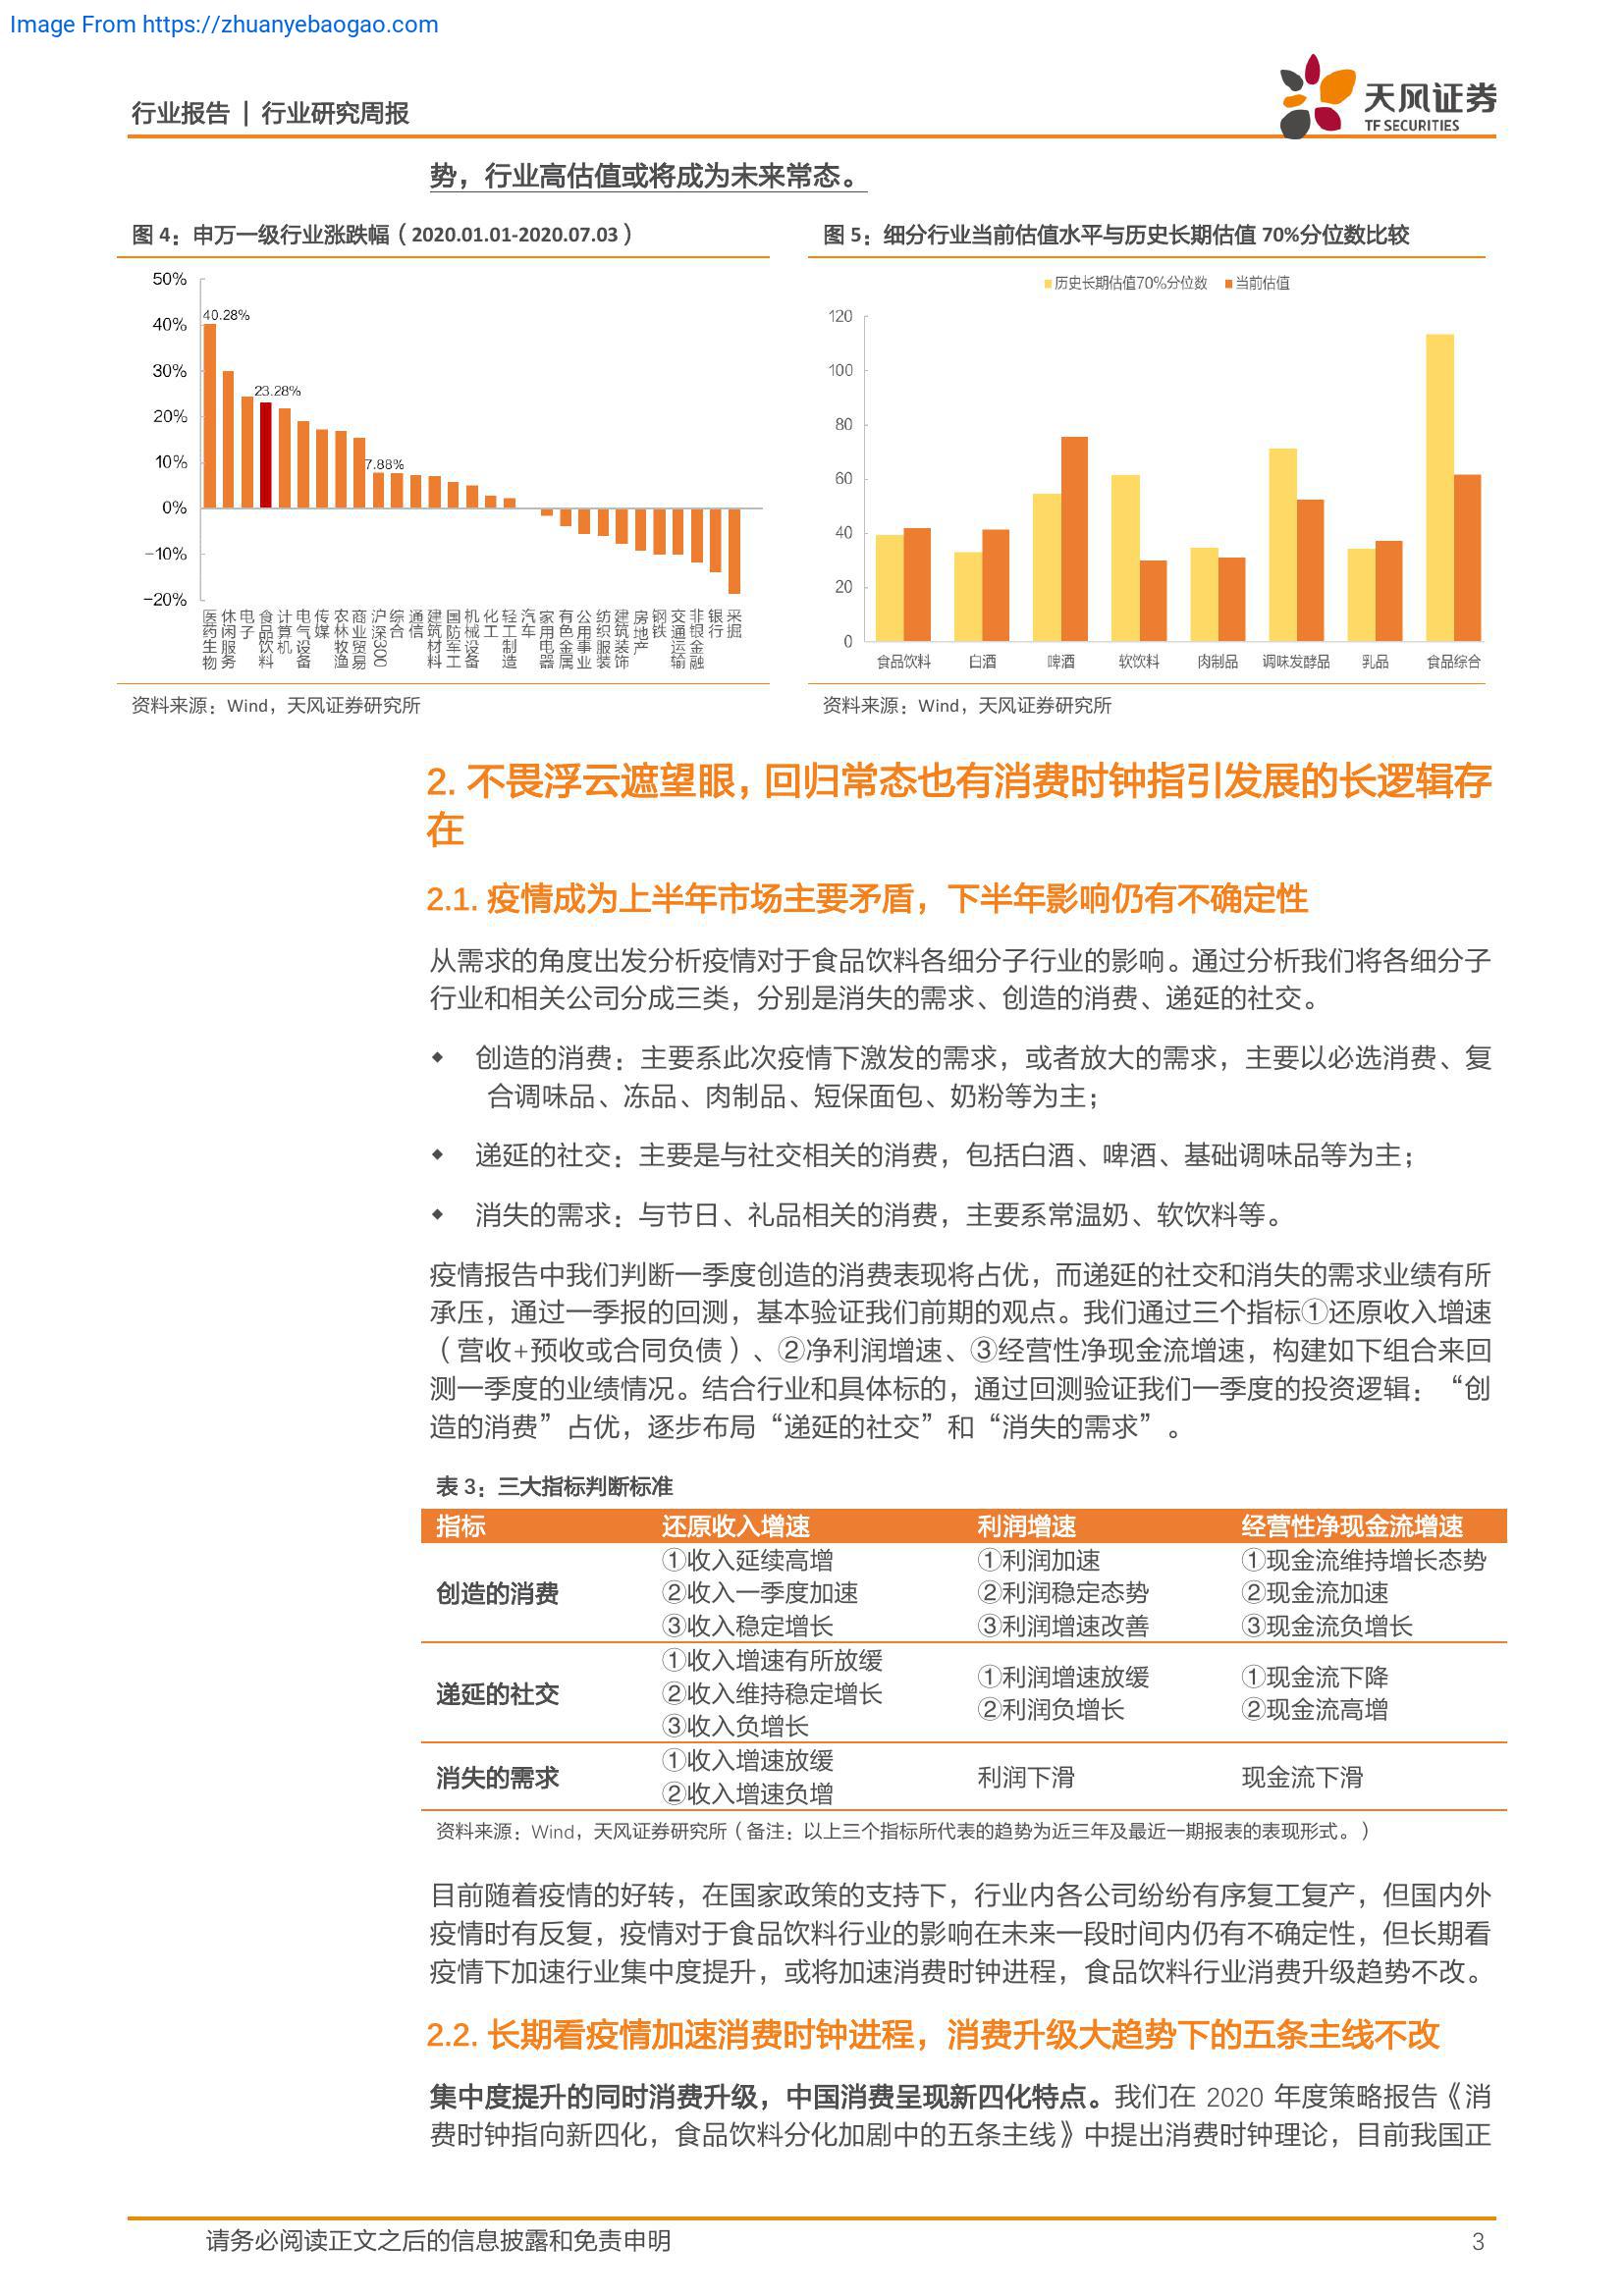 Image From https://zhuanyebaogao.com
行业报告 | 行业研究周报
天风证券
TF SECURITIES
势，行业高估值或将成为未来常态。
图 4：申万一级行业涨跌幅（2020.01.01-2020.07.03）
50%
40%
30%
20%
10%
0%
-10%
-20%
40.28%
23.28%
7.88%
医药生物
休闲服务
电子
食品饮料
计算机
电气设备
传媒
农林牧渔
商业贸易
沪深300
综合
通信
建筑材料
国防军工
机械设备
化工
轻工制造
汽车
家用电器
有色金属
公用事业
纺织服装
建筑装饰
房地产
钢铁
交通运输
非银金融
银行
采掘
资料来源：Wind，天风证券研究所
图 5：细分行业当前估值水平与历史长期估值 70%分位数比较
历史长期估值70%分位数 当前估值
120
100
80
60
40
20
0
食品饮料 白酒 啤酒 软饮料 肉制品 调味发酵品 乳品 食品综合
资料来源：Wind，天风证券研究所
2. 不畏浮云遮望眼，回归常态也有消费时钟指引发展的长逻辑存
在
2.1. 疫情成为上半年市场主要矛盾，下半年影响仍有不确定性
从需求的角度出发分析疫情对于食品饮料各细分子行业的影响。通过分析我们将各细分子
行业和相关公司分成三类，分别是消失的需求、创造的消费、递延的社交。
◆ 创造的消费：主要系此次疫情下激发的需求，或者放大的需求，主要以必选消费、复
合调味品、冻品、肉制品、短保面包、奶粉等为主；
◆ 递延的社交：主要是与社交相关的消费，包括白酒、啤酒、基础调味品等为主；
◆ 消失的需求：与节日、礼品相关的消费，主要系常温奶、软饮料等。
疫情报告中我们判断一季度创造的消费表现将占优，而递延的社交和消失的需求业绩有所
承压，通过一季报的回测，基本验证我们前期的观点。我们通过三个指标①还原收入增速
（营收+预收或合同负债）、②净利润增速、③经营性净现金流增速，构建如下组合来回
测一季度的业绩情况。结合行业和具体标的，通过回测验证我们一季度的投资逻辑：“创
造的消费”占优，逐步布局“递延的社交”和“消失的需求”。
表 3：三大指标判断标准
指标 还原收入增速 利润增速 经营性净现金流增速
创造的消费
①收入延续高增
②收入一季度加速
③收入稳定增长
①利润加速
②利润稳定态势
③利润增速改善
①现金流维持增长态势
②现金流加速
③现金流负增长
递延的社交
①收入增速有所放缓
②收入维持稳定增长
③收入负增长
①利润增速放缓
②利润负增长
①现金流下降
②现金流高增
消失的需求
①收入增速放缓
②收入增速负增
利润下滑
现金流下滑
资料来源：Wind，天风证券研究所（备注：以上三个指标所代表的趋势为近三年及最近一期报表的表现形式。）
目前随着疫情的好转，在国家政策的支持下，行业内各公司纷纷有序复工复产，但国内外
疫情时有反复，疫情对于食品饮料行业的影响在未来一段时间内仍有不确定性，但长期看
疫情下加速行业集中度提升，或将加速消费时钟进程，食品饮料行业消费升级趋势不改。
2.2. 长期看疫情加速消费时钟进程，消费升级大趋势下的五条主线不改
集中度提升的同时消费升级，中国消费呈现新四化特点。我们在 2020 年度策略报告《消
费时钟指向新四化，食品饮料分化加剧中的五条主线》中提出消费时钟理论，目前我国正
请务必阅读正文之后的信息披露和免责申明
3